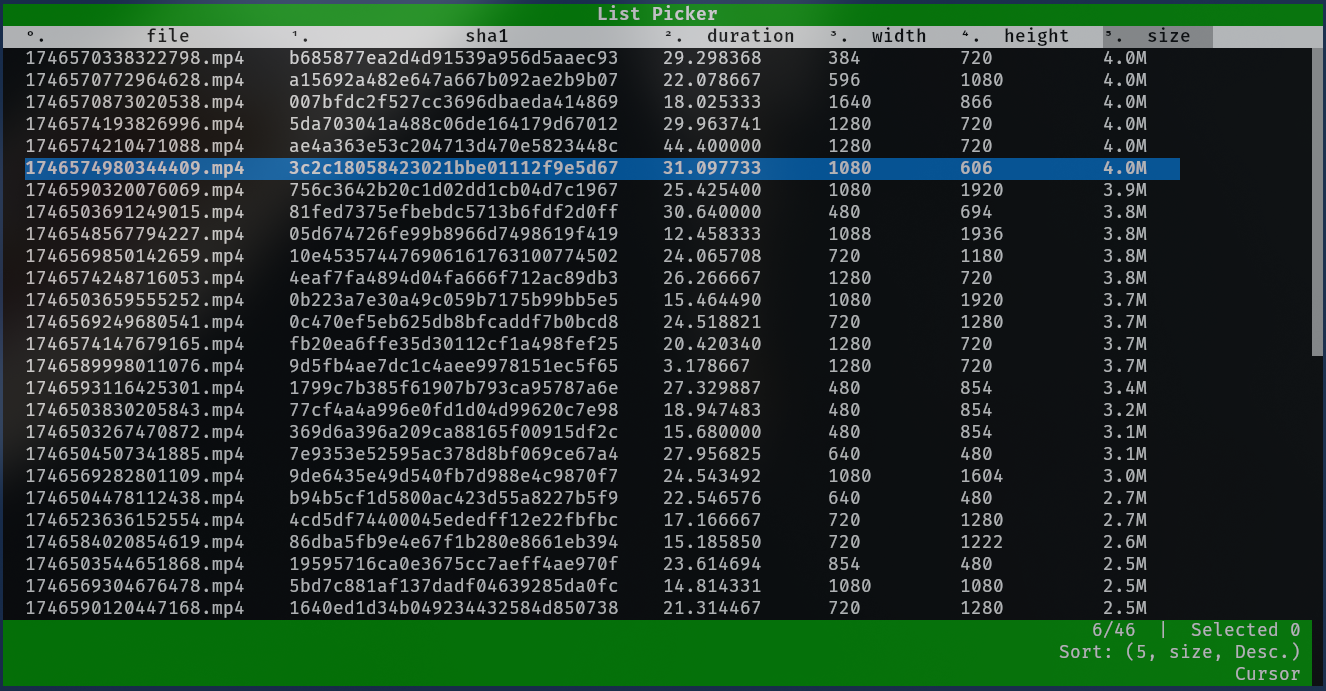 List Picker
⁰. file ¹. sha1 ². duration ³. width ⁴. height ⁵. size
1746570338322798.mp4 b685877ea2d4d91539a956d5aaec93 29.298368 384 720 4.0M
1746570772964628.mp4 a15692a482e647a667b092ae2b9b07 22.078667 596 1080 4.0M
1746570873020538.mp4 007bfdc2f527cc3696dbaeda414869 18.025333 1640 866 4.0M
1746574193826996.mp4 5da703041a488c06de164179d67012 29.963741 1280 720 4.0M
1746574210471088.mp4 ae4a363e53c204713d470e5823448c 44.400000 1280 720 4.0M
1746574980344409.mp4 3c2c18058423021bbe01112f9e5d67 31.097733 1080 606 4.0M
1746590320076069.mp4 756c3642b20c1d02dd1cb04d7c1967 25.425400 1080 1920 3.9M
1746503691249015.mp4 81fed7375efbebdc5713b6fdf2d0ff 30.640000 480 694 3.8M
1746548567794227.mp4 05d674726fe99b8966d7498619f419 12.458333 1088 1936 3.8M
1746569850142659.mp4 10e4535744769061617631007745​02 24.065708 720 1180 3.8M
1746574248716053.mp4 4eaf7fa4894d04fa666f712ac89db3 26.266667 1280 720 3.8M
1746503659555252.mp4 0b223a7e30a49c059b7175b99bb5e5 15.464490 1080 1920 3.7M
1746569249680541.mp4 0c470ef5eb625db8bfcaddf7b0bcd8 24.518821 720 1280 3.7M
1746574147679165.mp4 fb20ea6ffe35d30112cf1a498fef25 20.420340 1280 720 3.7M
1746589998011076.mp4 9d5fb4ae7dc1c4aee9978151ec5f65 3.178667 1280 720 3.7M
1746593116425301.mp4 1799c7b385f61907b793ca95787a6e 27.329887 480 854 3.4M
1746503830205843.mp4 77cf4a4a996e0fd1d04d99620c7e98 18.947483 480 854 3.2M
1746503267470872.mp4 369d6a396a209ca88165f00915df2c 15.680000 480 854 3.1M
1746504507341885.mp4 7e9353e52595ac378d8bf069ce67a4 27.956825 640 480 3.1M
1746569282801109.mp4 9de6435e49d540fb7d988e4c9870f7 24.543492 1080 1604 3.0M
1746504478112438.mp4 b94b5cf1d5800ac423d55a8227b5f9 22.546576 640 480 2.7M
1746523636152554.mp4 4cd5df74400045ededff12e22fbfbc 17.166667 720 1280 2.7M
1746584020854619.mp4 86dba5fb9e4e67f1b280e8661eb394 15.185850 720 1222 2.6M
1746503544651868.mp4 19595716ca0e3675cc7aeff4ae970f 23.614694 854 480 2.5M
1746569304676478.mp4 5bd7c881af137dadf04639285da0fc 14.814331 1080 1080 2.5M
1746590120447168.mp4 1640ed1d34b049234432584d850738 21.314467 720 1280 2.5M
6/46 | Selected 0
Sort: (5, size, Desc.)
Cursor